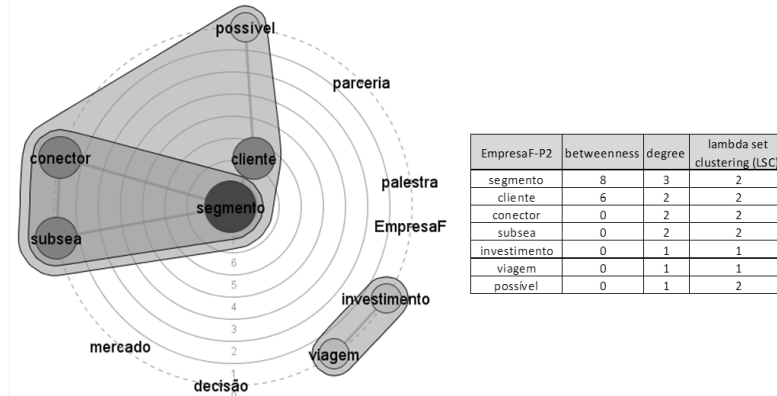 possível
parceria
conector
cliente
palestra
segmento
EmpresaF
subsea
6
5
4
investimento
3
mercado
2
viagem
1
decisão
0
EmpresaF-P2 betweenness degree lambda set
clustering (LSC)
segmento 8 3 2
cliente 6 2 2
conector 0 2 2
subsea 0 2 2
investimento 0 1 1
viagem 0 1 1
possível 0 1 2